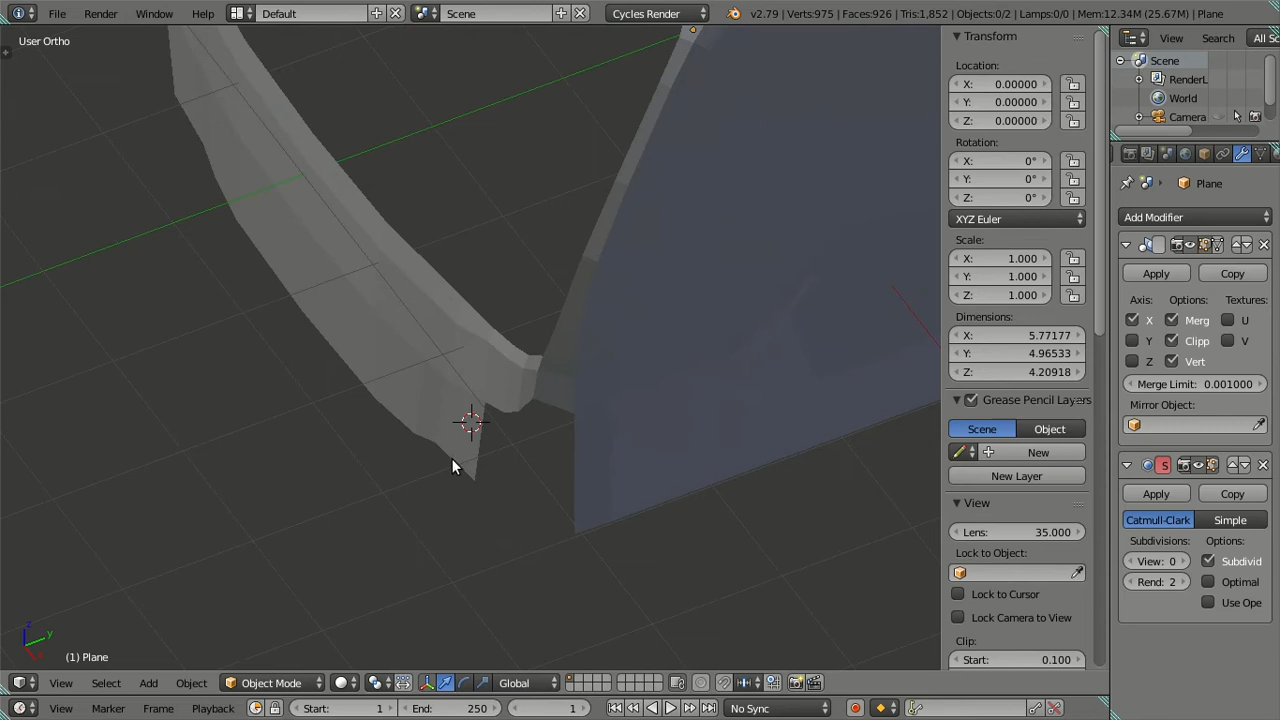 File Render Window Help Default Scene Cycles Render v2.79 | Verts:975 | Faces:926 | Tris:1,852 | Objects:0/2 | Lamps:0/0 | Mem:12.34M (25.67M) | Plane
User Ortho
Transform
Location:
X: 0.00000
Y: 0.00000
Z: 0.00000
Rotation:
X: 0°
Y: 0°
Z: 0°
XYZ Euler
Scale:
X: 1.000
Y: 1.000
Z: 1.000
Dimensions:
X: 5.77177
Y: 4.96533
Z: 4.20918
Grease Pencil Layers
Scene Object
New
New Layer
View
Lens: 35.000
Lock to Object:
Lock to Cursor
Lock Camera to View
Clip:
Start: 0.100
View Search All Sc
Scene
RenderL
World
Camera
Plane
Add Modifier
Apply Copy
Axis: Options: Textures:
X Merg U
Y Clipp V
Z Vert
Merge Limit: 0.001000
Mirror Object:
S
Apply Copy
Catmull-Clark Simple
Subdivisions: Options:
View: 0 Subdivid
Rend: 2 Optimal
Use Ope
z
y
x
(1) Plane
View Select Add Object Object Mode Global
View Marker Frame Playback Start: 1 End: 250 1 No Sync